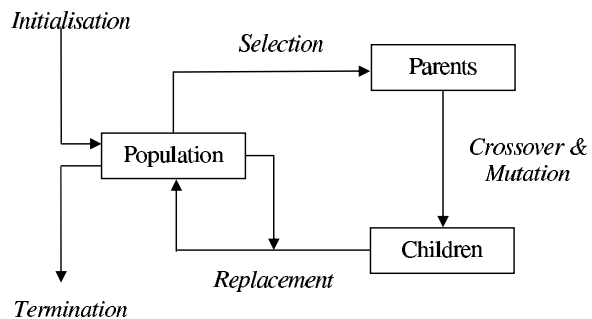 Initialisation
Selection
Parents
Population
Crossover &
Mutation
Children
Replacement
Termination